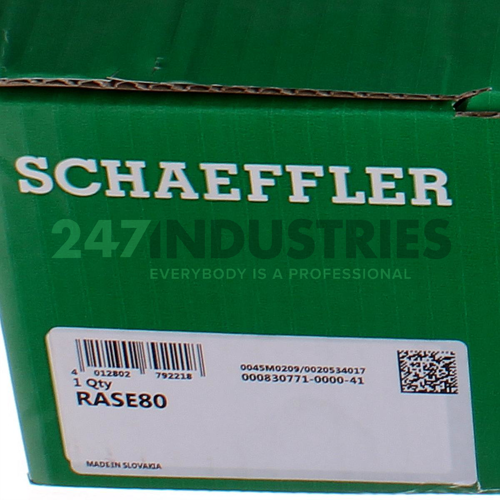 SCHAEFFLER
247INDUSTRIES
EVERYBODY IS A PROFESSIONAL
4 012802 792218
0045M0209/0020534017
000830771-0000-41
1 Qty
RASE80
MADE IN SLOVAKIA